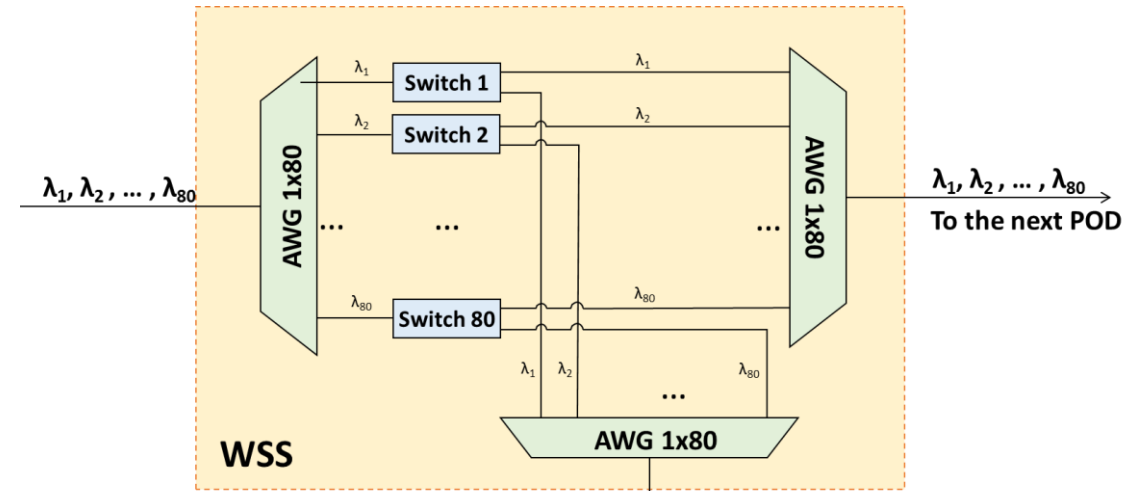 λ1, λ2 , ... , λ80
AWG 1x80
λ1
Switch 1
λ1
λ2
Switch 2
λ2
...
...
...
λ80
Switch 80
λ80
AWG 1x80
λ1, λ2 , ... , λ80
To the next POD
λ1
λ2
λ80
...
AWG 1x80
WSS